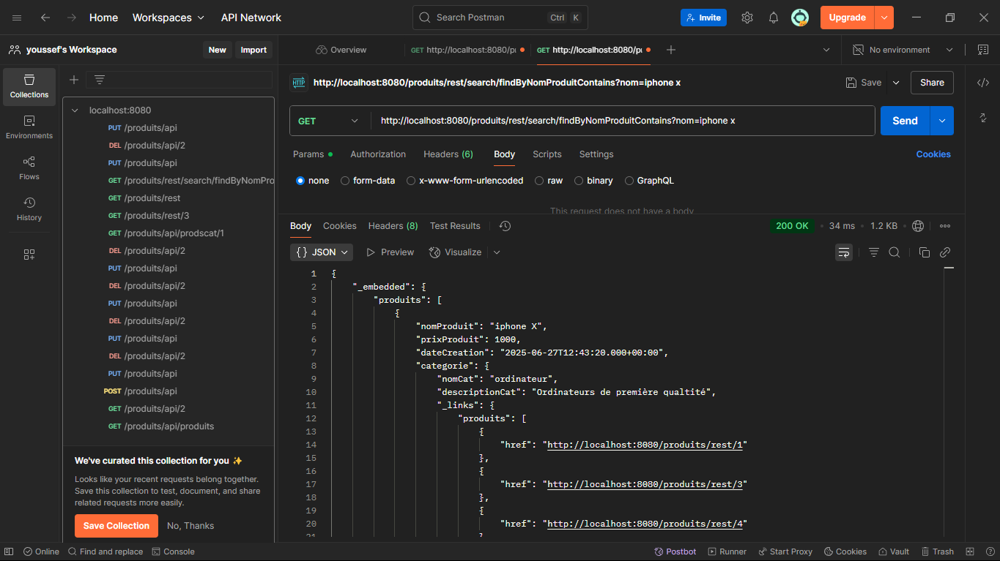 Home Workspaces API Network Search Postman Ctrl K Invite Upgrade
youssef's Workspace New Import Overview GET http://localhost:8080/p GET http://localhost:8080/p No environment
Collections
Environments
Flows
History
localhost:8080
PUT /produits/api
DEL /produits/api/2
PUT /produits/api
GET /produits/rest/search/findByNomPro
GET /produits/rest
GET /produits/rest/3
GET /produits/api/prodscat/1
DEL /produits/api/2
PUT /produits/api
DEL /produits/api/2
PUT /produits/api
DEL /produits/api/2
PUT /produits/api
DEL /produits/api/2
PUT /produits/api
POST /produits/api
GET /produits/api/2
GET /produits/api/produits
We've curated this collection for you ✨
Looks like your recent requests belong together.
Save this collection to test, document, and share
related requests more easily.
Save Collection No, Thanks
HTTP http://localhost:8080/produits/rest/search/findByNomProduitContains?nom=iphone x Save Share
GET http://localhost:8080/produits/rest/search/findByNomProduitContains?nom=iphone x Send
Params Authorization Headers (6) Body Scripts Settings Cookies
none form-data x-www-form-urlencoded raw binary GraphQL
This request does not have a body
Body Cookies Headers (8) Test Results 200 OK • 34 ms • 1.2 KB •
{} JSON Preview Visualize
1 {
2 "_embedded": {
3 "produits": [
4 {
5 "nomProduit": "iphone X",
6 "prixProduit": 1000,
7 "dateCreation": "2025-06-27T12:43:20.000+00:00",
8 "categorie": {
9 "nomCat": "ordinateur",
10 "descriptionCat": "Ordinateurs de première qualtité",
11 "_links": {
12 "produits": [
13 {
14 "href": "http://localhost:8080/produits/rest/1"
15 },
16 {
17 "href": "http://localhost:8080/produits/rest/3"
18 },
19 {
20 "href": "http://localhost:8080/produits/rest/4"
21 }
Online Find and replace Console Postbot Runner Start Proxy Cookies Vault Trash